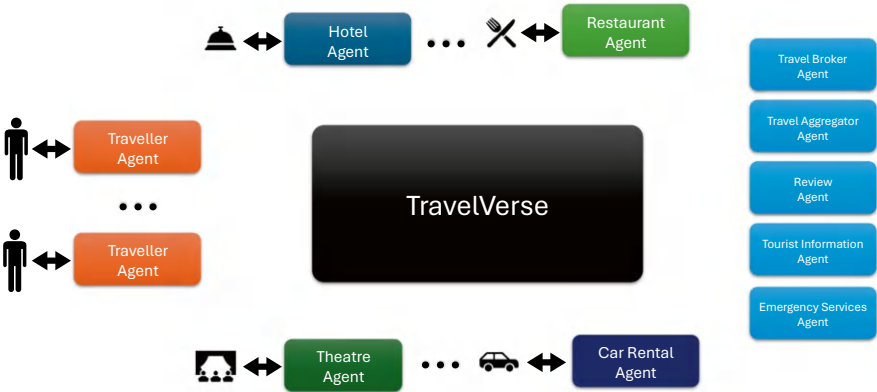 Hotel
Agent
Restaurant
Agent
Travel Broker
Agent
Traveller
Agent
Travel Aggregator
Agent
TravelVerse
Review
Agent
Traveller
Agent
Tourist Information
Agent
Emergency Services
Agent
Theatre
Agent
Car Rental
Agent